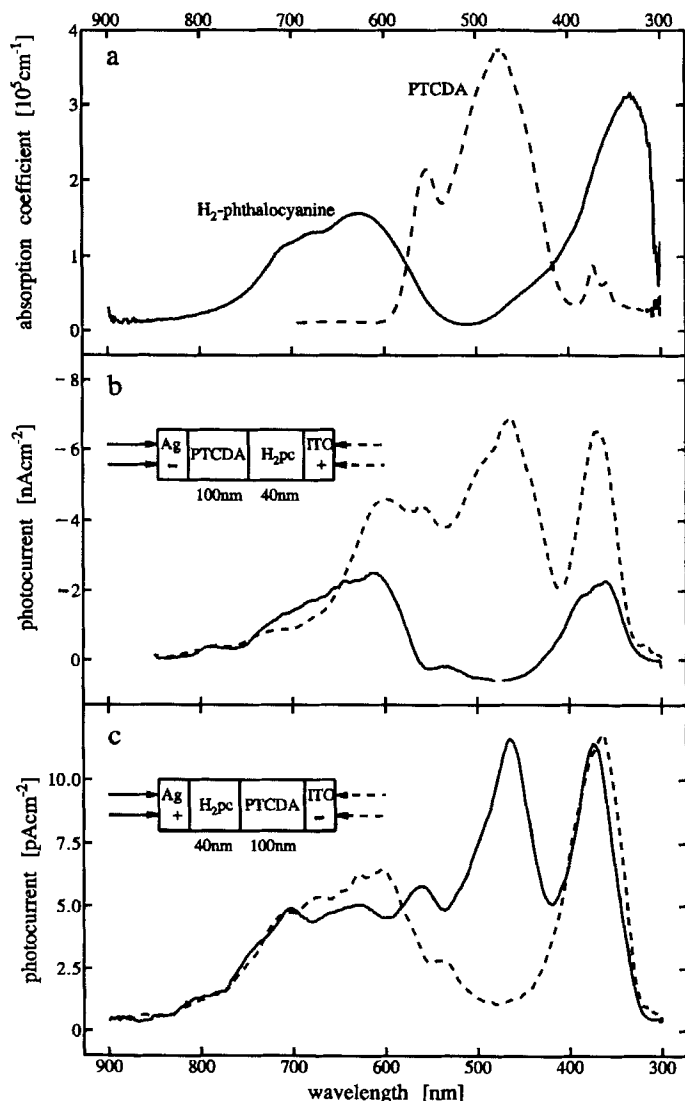 900 800 700 600 500 400 300
a
absorption coefficient [10⁵cm⁻¹]
4
3
2
1
0
PTCDA
H₂-phthalocyanine
b
photocurrent [nAcm⁻²]
− 8
− 6
− 4
− 2
0
Ag PTCDA H₂pc ITO
− +
100nm 40nm
c
photocurrent [pAcm⁻²]
10.0
7.5
5.0
2.5
0
Ag H₂pc PTCDA ITO
+ −
40nm 100nm
900 800 700 600 500 400 300
wavelength [nm]